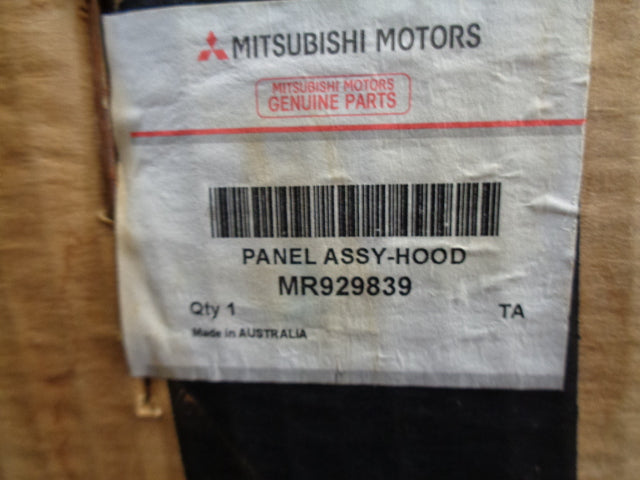 MITSUBISHI MOTORS
MITSUBISHI MOTORS
GENUINE PARTS
PANEL ASSY-HOOD
MR929839
Qty 1 TA
Made in AUSTRALIA